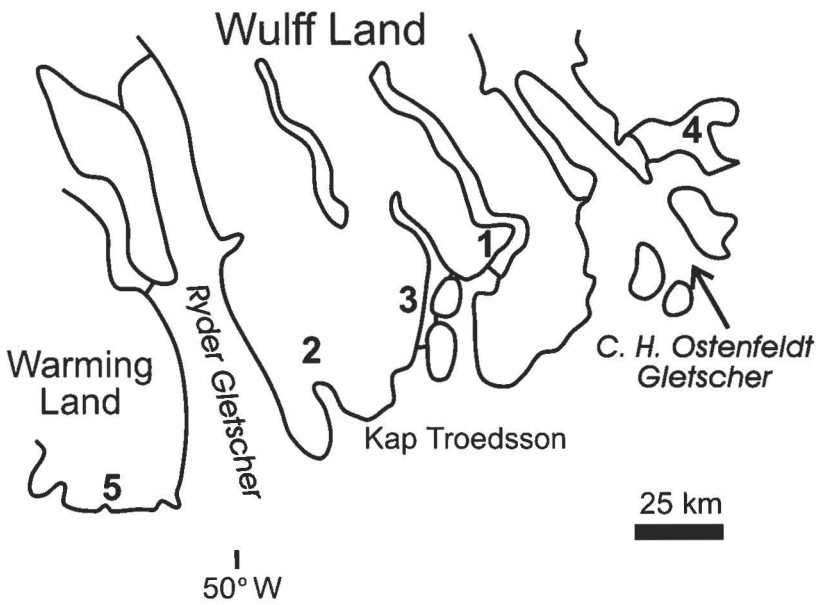 Wulff Land
4
1
3
Ryder Gletscher
2
C. H. Ostenfeldt
Gletscher
Warming
Land
Kap Troedsson
5
25 km
50° W